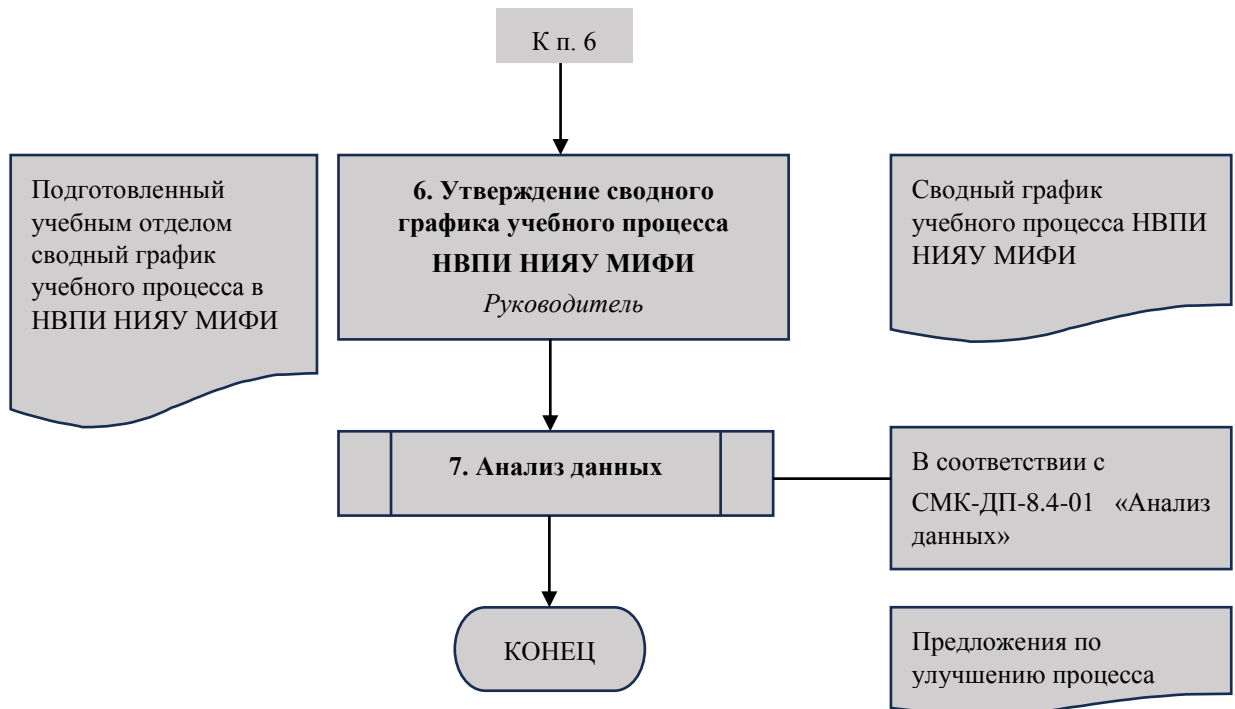 К п. 6
Подготовленный
учебным отделом
сводный график
учебного процесса в
НВПИ НИЯУ МИФИ
6. Утверждение сводного
графика учебного процесса
НВПИ НИЯУ МИФИ
Руководитель
Сводный график
учебного процесса НВПИ
НИЯУ МИФИ
7. Анализ данных
В соответствии с
СМК-ДП-8.4-01 «Анализ
данных»
КОНЕЦ
Предложения по
улучшению процесса